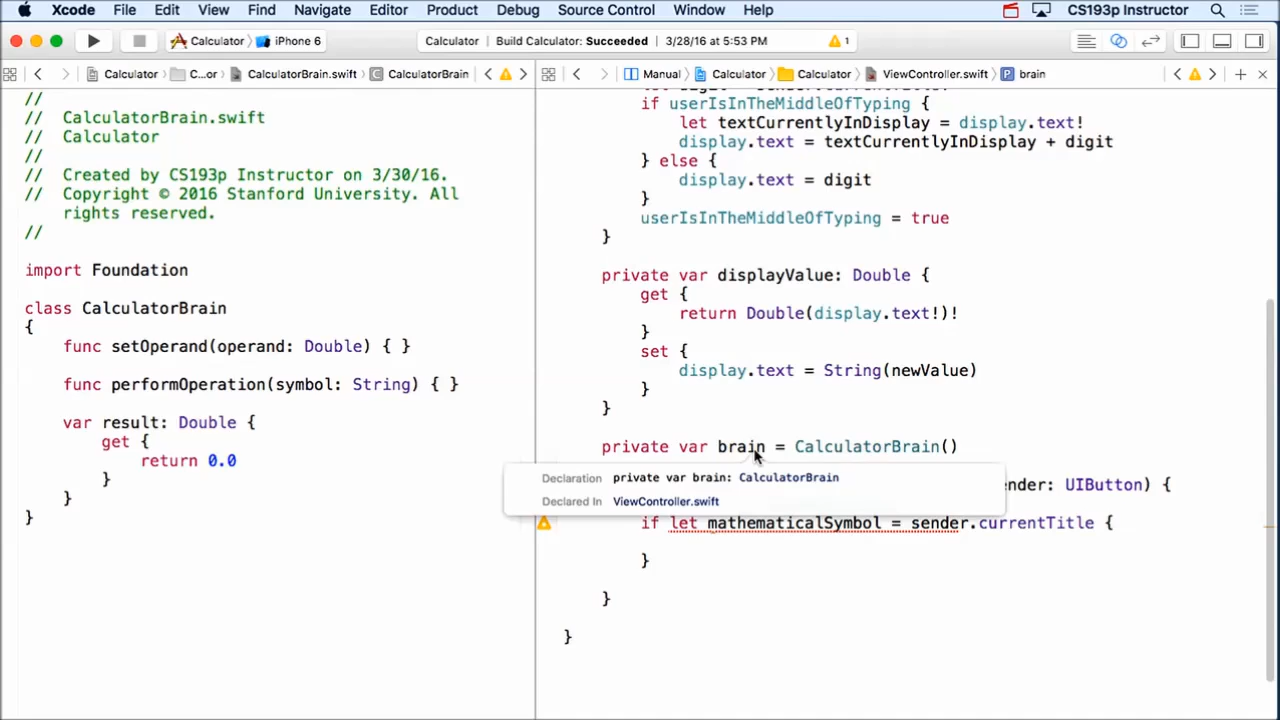 Xcode File Edit View Find Navigate Editor Product Debug Source Control Window Help CS193p Instructor
Calculator iPhone 6 Calculator Build Calculator: Succeeded 3/28/16 at 5:53 PM 1
Calculator C...or CalculatorBrain.swift C CalculatorBrain
//
// CalculatorBrain.swift
// Calculator
//
// Created by CS193p Instructor on 3/30/16.
// Copyright © 2016 Stanford University. All
rights reserved.
//
import Foundation
class CalculatorBrain
{
func setOperand(operand: Double) { }
func performOperation(symbol: String) { }
var result: Double {
get {
return 0.0
}
}
}
Manual Calculator Calculator ViewController.swift P brain
if userIsInTheMiddleOfTyping {
let textCurrentlyInDisplay = display.text!
display.text = textCurrentlyInDisplay + digit
} else {
display.text = digit
}
userIsInTheMiddleOfTyping = true
}
private var displayValue: Double {
get {
return Double(display.text!)!
}
set {
display.text = String(newValue)
}
}
private var brain = CalculatorBrain()
Declaration private var brain: CalculatorBrain
Declared In ViewController.swift
ender: UIButton) {
if let mathematicalSymbol = sender.currentTitle {
}
}
}